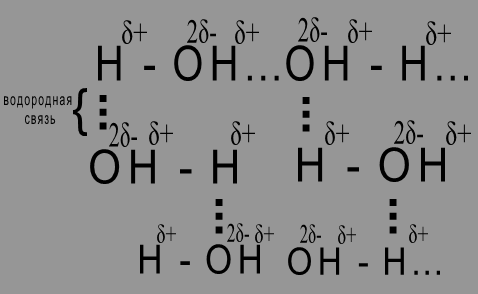 δ+ 2δ- δ+ 2δ- δ+ δ+
H - OH...OH - H...
водородная
связь
2δ- δ+ δ+ δ+ 2δ- δ+
OH - H H - OH
δ+ 2δ- δ+ 2δ- δ+ δ+
H - OH OH - H...